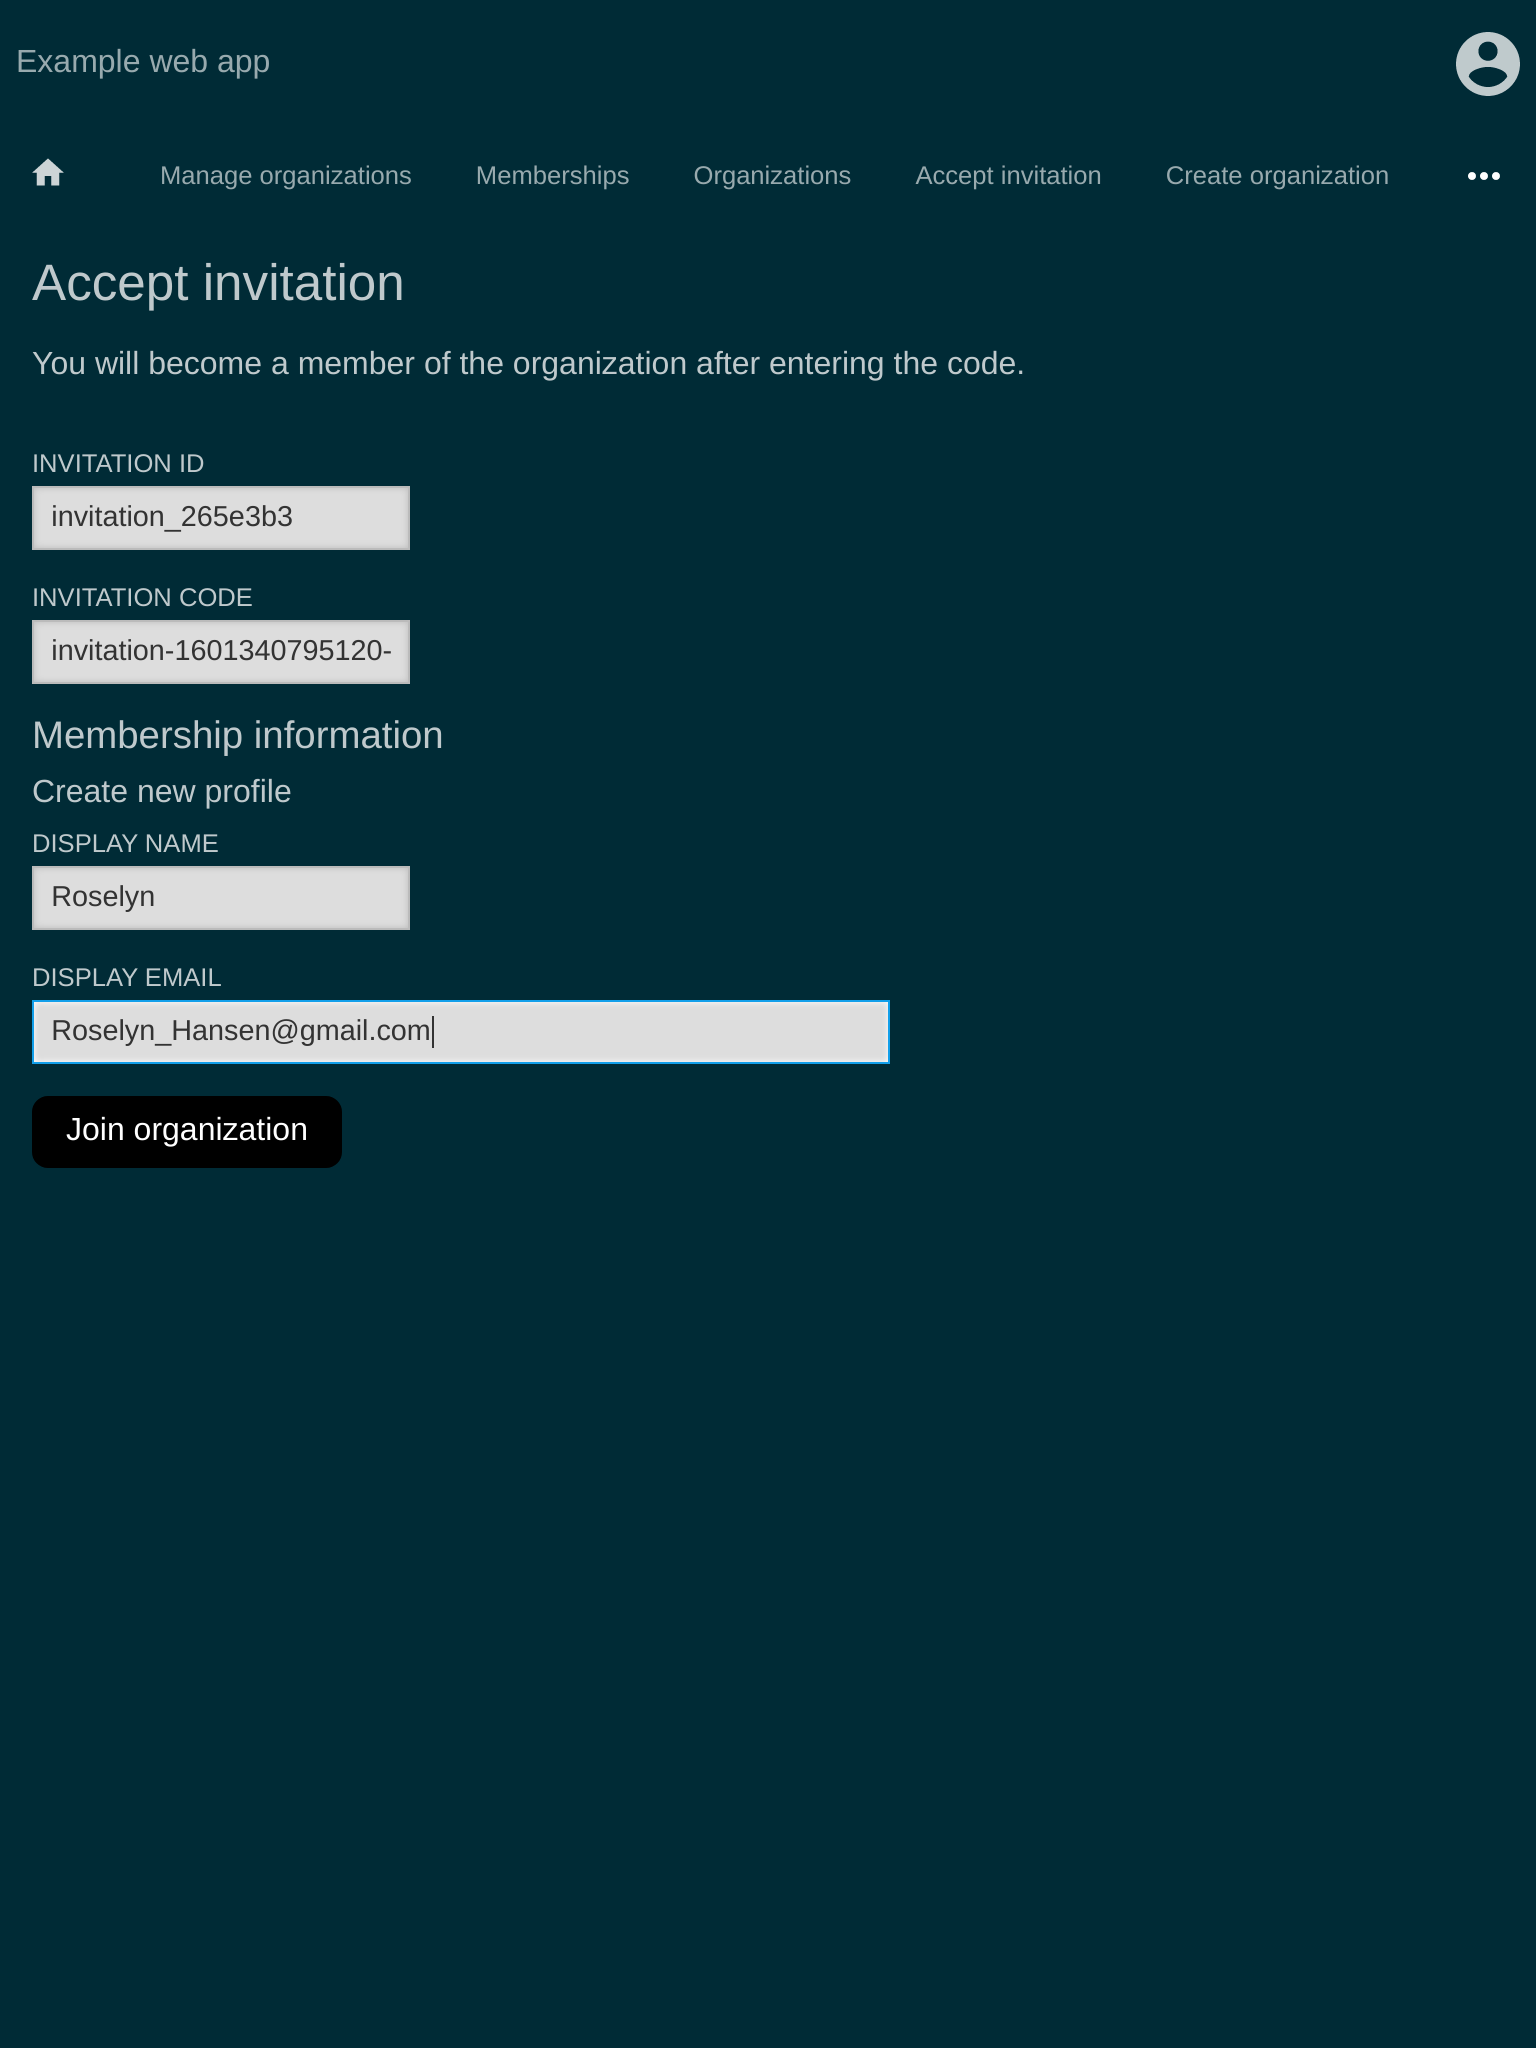 Example web app
Manage organizations Memberships Organizations Accept invitation Create organization
Accept invitation
You will become a member of the organization after entering the code.
INVITATION ID
invitation_265e3b3
INVITATION CODE
invitation-1601340795120-
Membership information
Create new profile
DISPLAY NAME
Roselyn
DISPLAY EMAIL
Roselyn_Hansen@gmail.com
Join organization